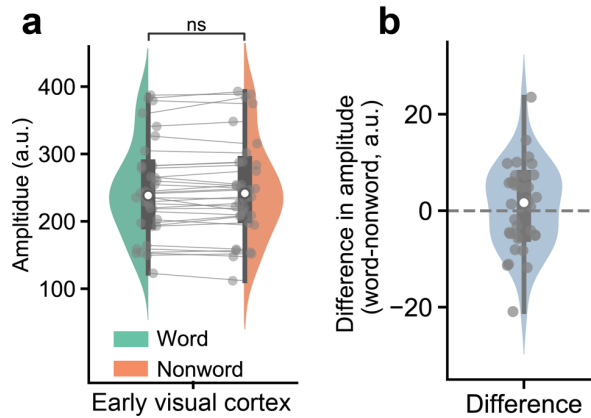 a
ns
Ampltidue (a.u.)
400
300
200
100
Word
Nonword
Early visual cortex
b
Difference in amplitude
(word-nonword, a.u.)
20
0
−20
Difference